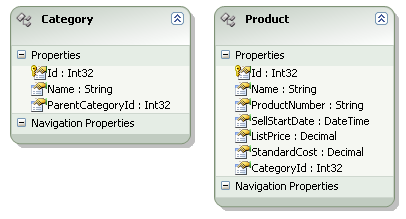 Category
Properties
Id : Int32
Name : String
ParentCategoryId : Int32
Navigation Properties
Product
Properties
Id : Int32
Name : String
ProductNumber : String
SellStartDate : DateTime
ListPrice : Decimal
StandardCost : Decimal
CategoryId : Int32
Navigation Properties